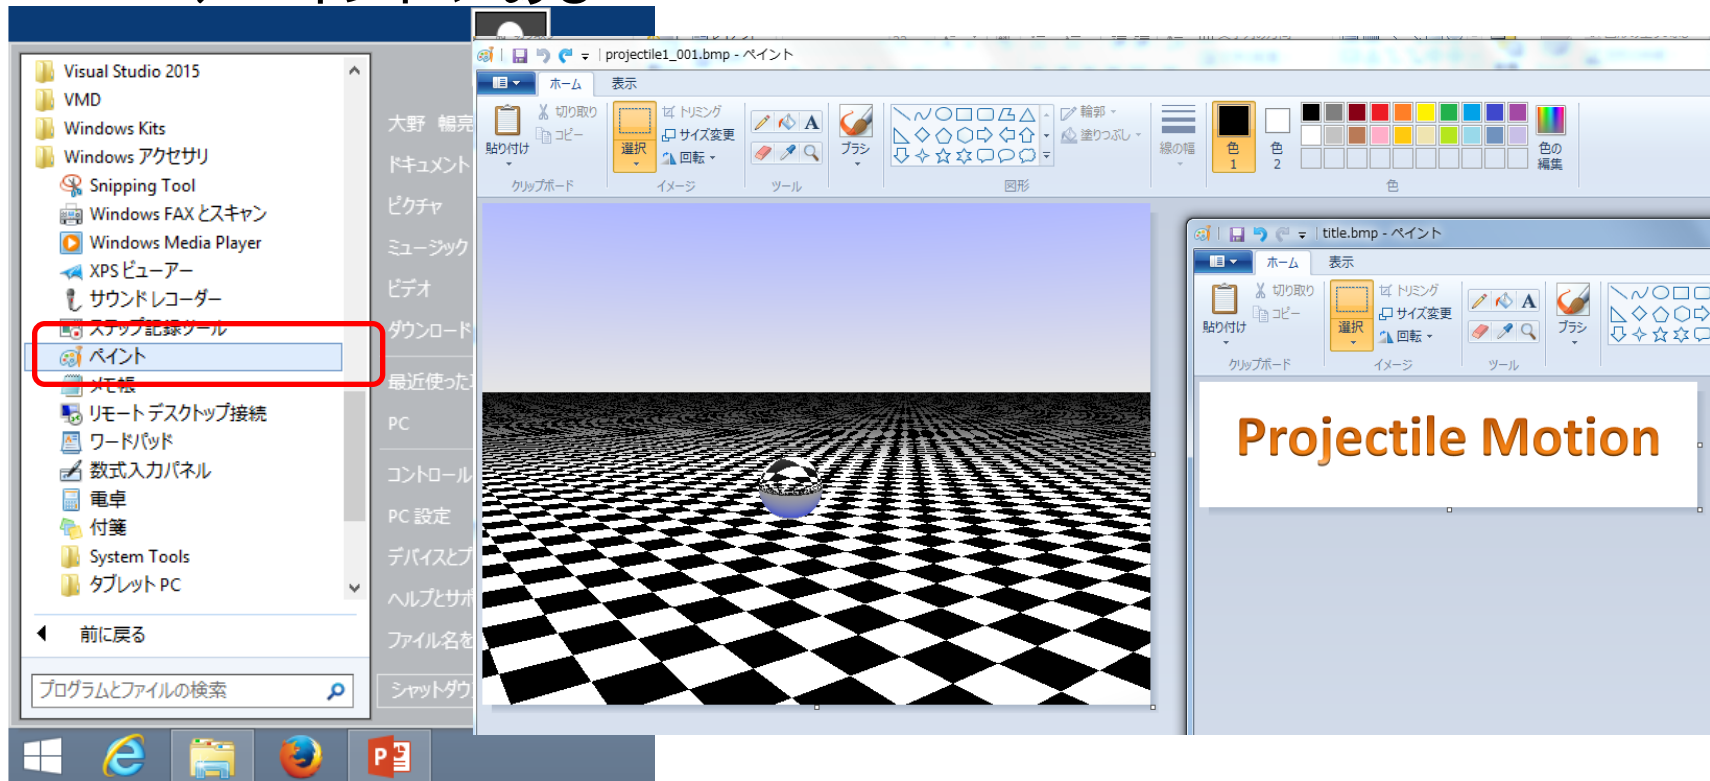 Visual Studio 2015
VMD
Windows Kits
Windows アクセサリ
Snipping Tool
Windows FAX とスキャン
Windows Media Player
XPS ビューアー
サウンド レコーダー
ステップ記録ツール
ペイント
メモ帳
リモート デスクトップ接続
ワードパッド
数式入力パネル
電卓
付箋
System Tools
タブレット PC
前に戻る
プログラムとファイルの検索
大野 暢亮
ドキュメント
ピクチャ
ミュージック
ビデオ
ダウンロード
最近使った
PC
コントロール
PC 設定
デバイスとプ
ヘルプとサポ
ファイル名を
シャットダウ
projectile1_001.bmp - ペイント
ホーム 表示
貼り付け
切り取り
コピー
クリップボード
選択
トリミング
サイズ変更
回転
イメージ
A
ツール
ブラシ
輪郭
塗りつぶし
図形
線の幅
色
1
色
2
色の
編集
色
title.bmp - ペイント
ホーム 表示
貼り付け
切り取り
コピー
クリップボード
選択
トリミング
サイズ変更
回転
イメージ
A
ツール
ブラシ
Projectile Motion